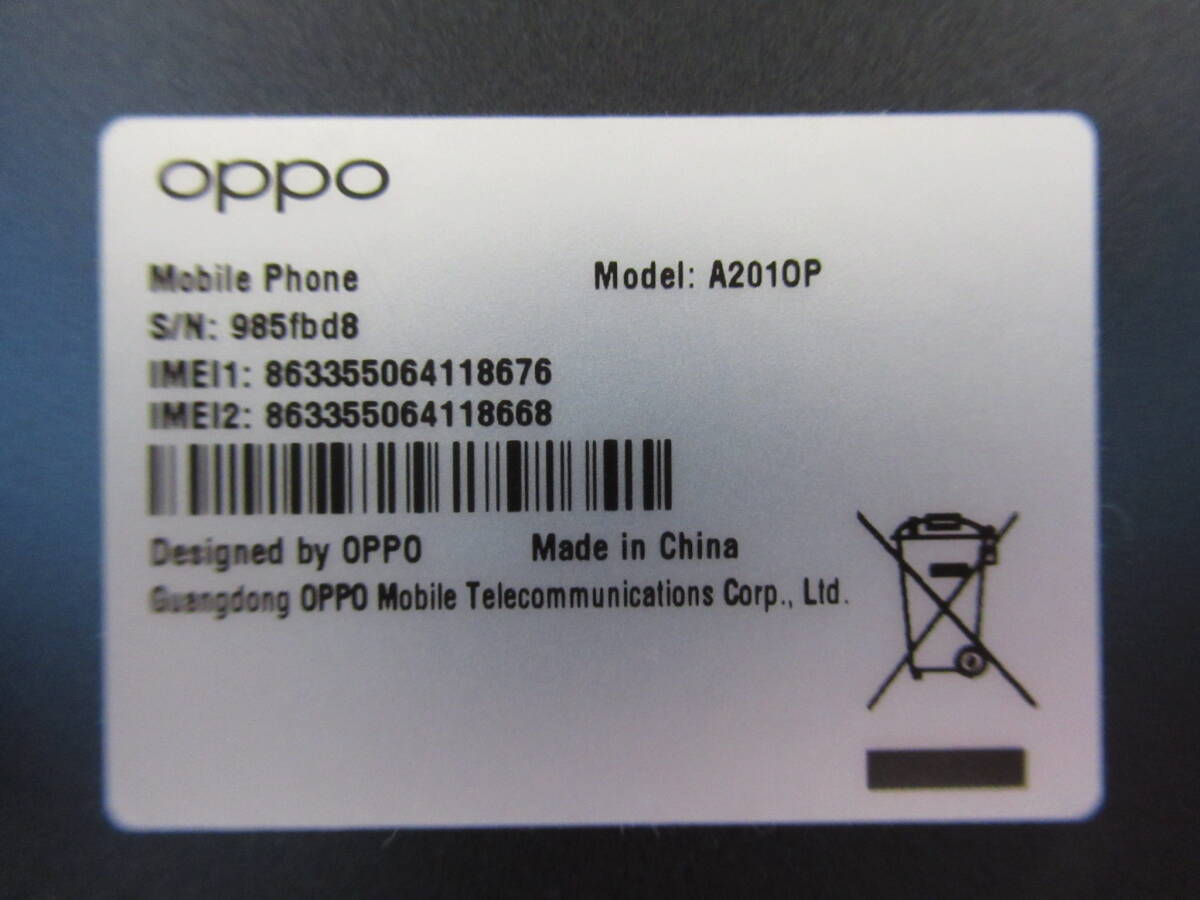 oppo
Mobile Phone Model: A201OP
S/N: 985fbd8
IMEI1: 863355064118676
IMEI2: 863355064118668
Designed by OPPO Made in China
Guangdong OPPO Mobile Telecommunications Corp., Ltd.